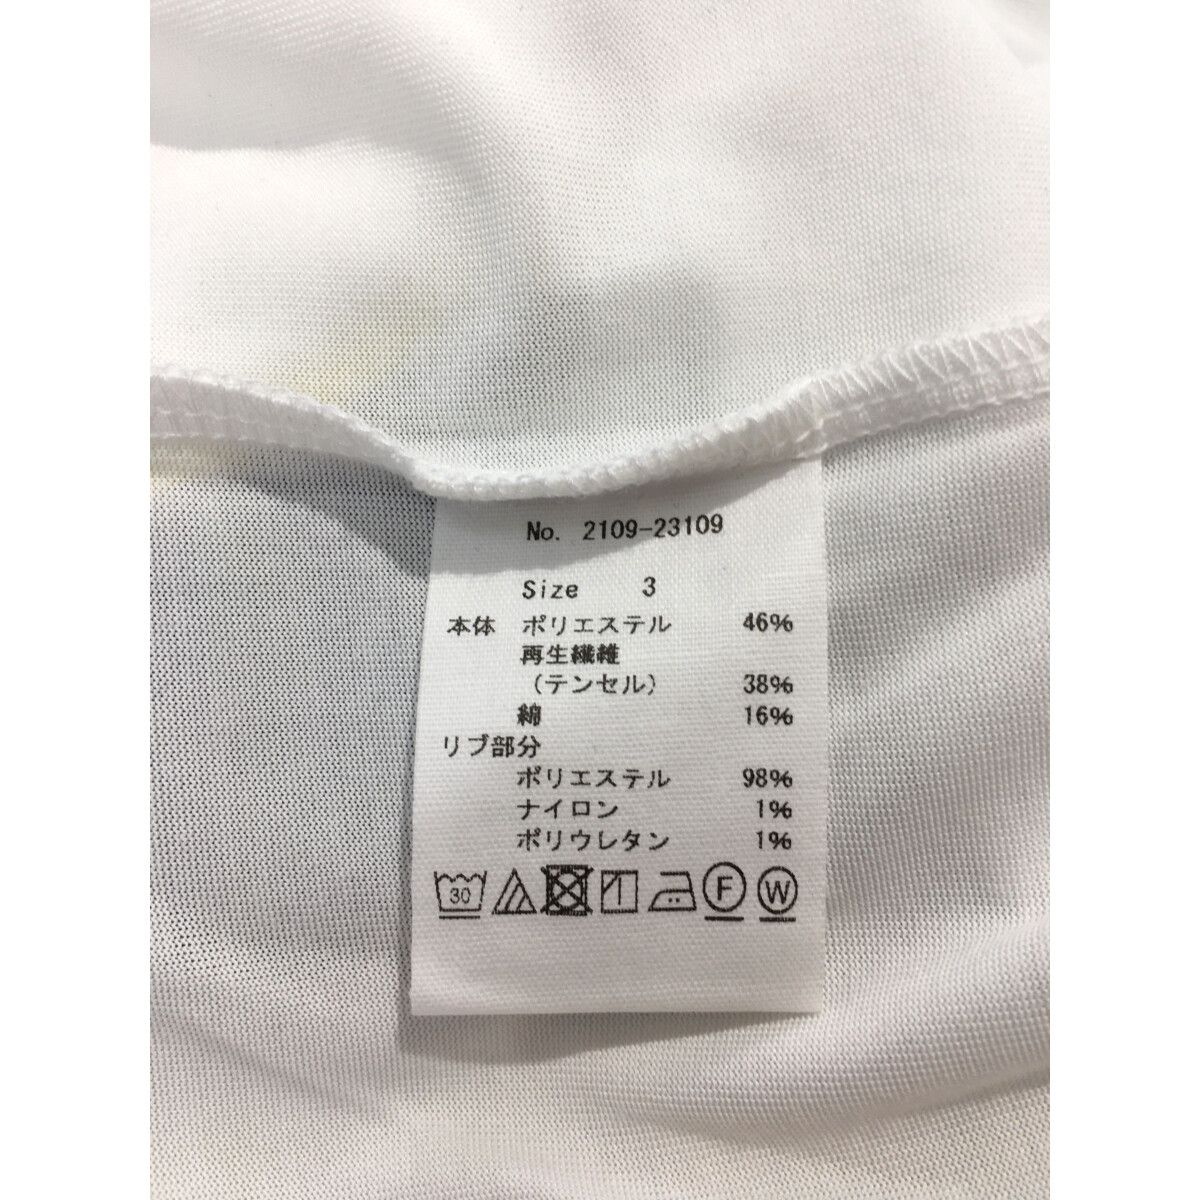 No. 2109-23109
Size 3
本体 ポリエステル 46%
再生繊維
(テンセル) 38%
綿 16%
リブ部分
ポリエステル 98%
ナイロン 1%
ポリウレタン 1%
30 F W